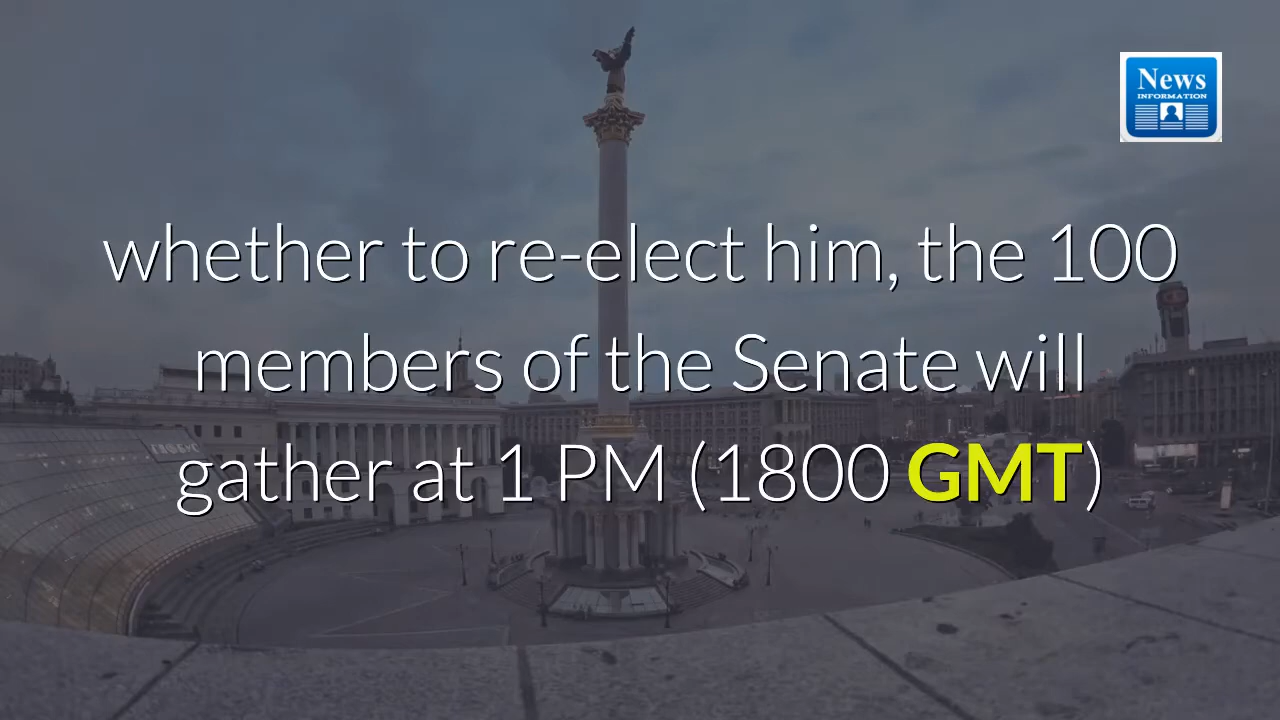 News
INFORMATION
whether to re-elect him, the 100
members of the Senate will
gather at 1 PM (1800 GMT)